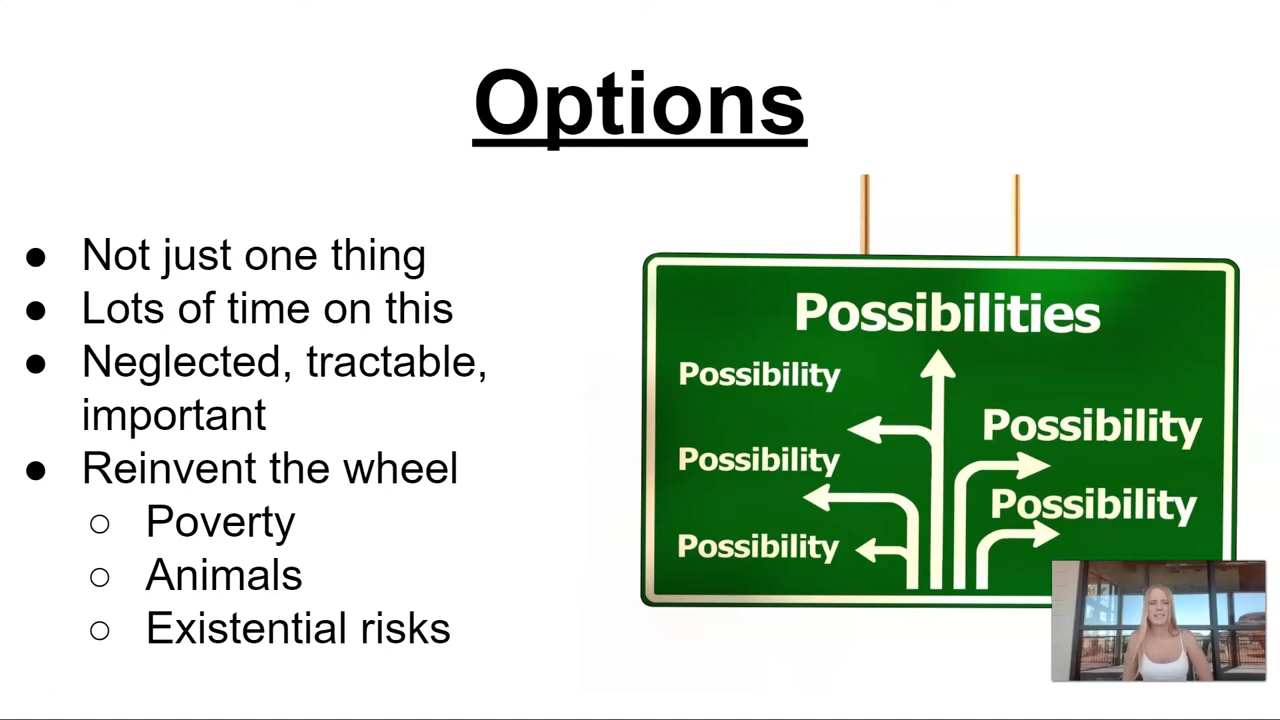 Options
● Not just one thing
● Lots of time on this
● Neglected, tractable,
important
● Reinvent the wheel
○ Poverty
○ Animals
○ Existential risks
Possibilities
Possibility
Possibility
Possibility
Possibility
Possibility